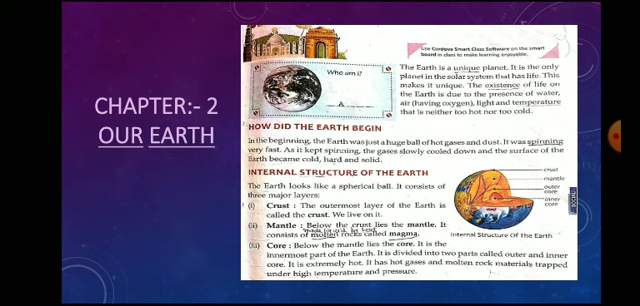 CHAPTER:- 2
OUR EARTH
Use Cordova Smart Class Software on the smart
board in class to make learning enjoyable.
Who am I?
A
The Earth is a unique planet. It is the only
planet in the solar system that has life. This
makes it unique. The existence of life on
the Earth is due to the presence of water,
air (having oxygen), light and temperature
that is neither too hot nor too cold.
HOW DID THE EARTH BEGIN
In the beginning, the Earth was just a huge ball of hot gases and dust. It was spinning
very fast. As it kept spinning, the gases slowly cooled down and the surface of the
Earth became cold, hard and solid.
INTERNAL STRUCTURE OF THE EARTH
The Earth looks like a spherical ball. It consists of
three major layers:
(i) Crust : The outermost layer of the Earth is
called the crust. We live on it.
(ii) Mantle : Below the crust lies the mantle. It
consists of molten rocks called magma.
(iii) Core : Below the mantle lies the core. It is the
innermost part of the Earth. It is divided into two parts called outer and inner
core. It is extremely hot. It has hot gases and molten rock materials trapped
under high temperature and pressure.
crust
mantle
outer
core
inner
core
Internal Structure Of The Earth